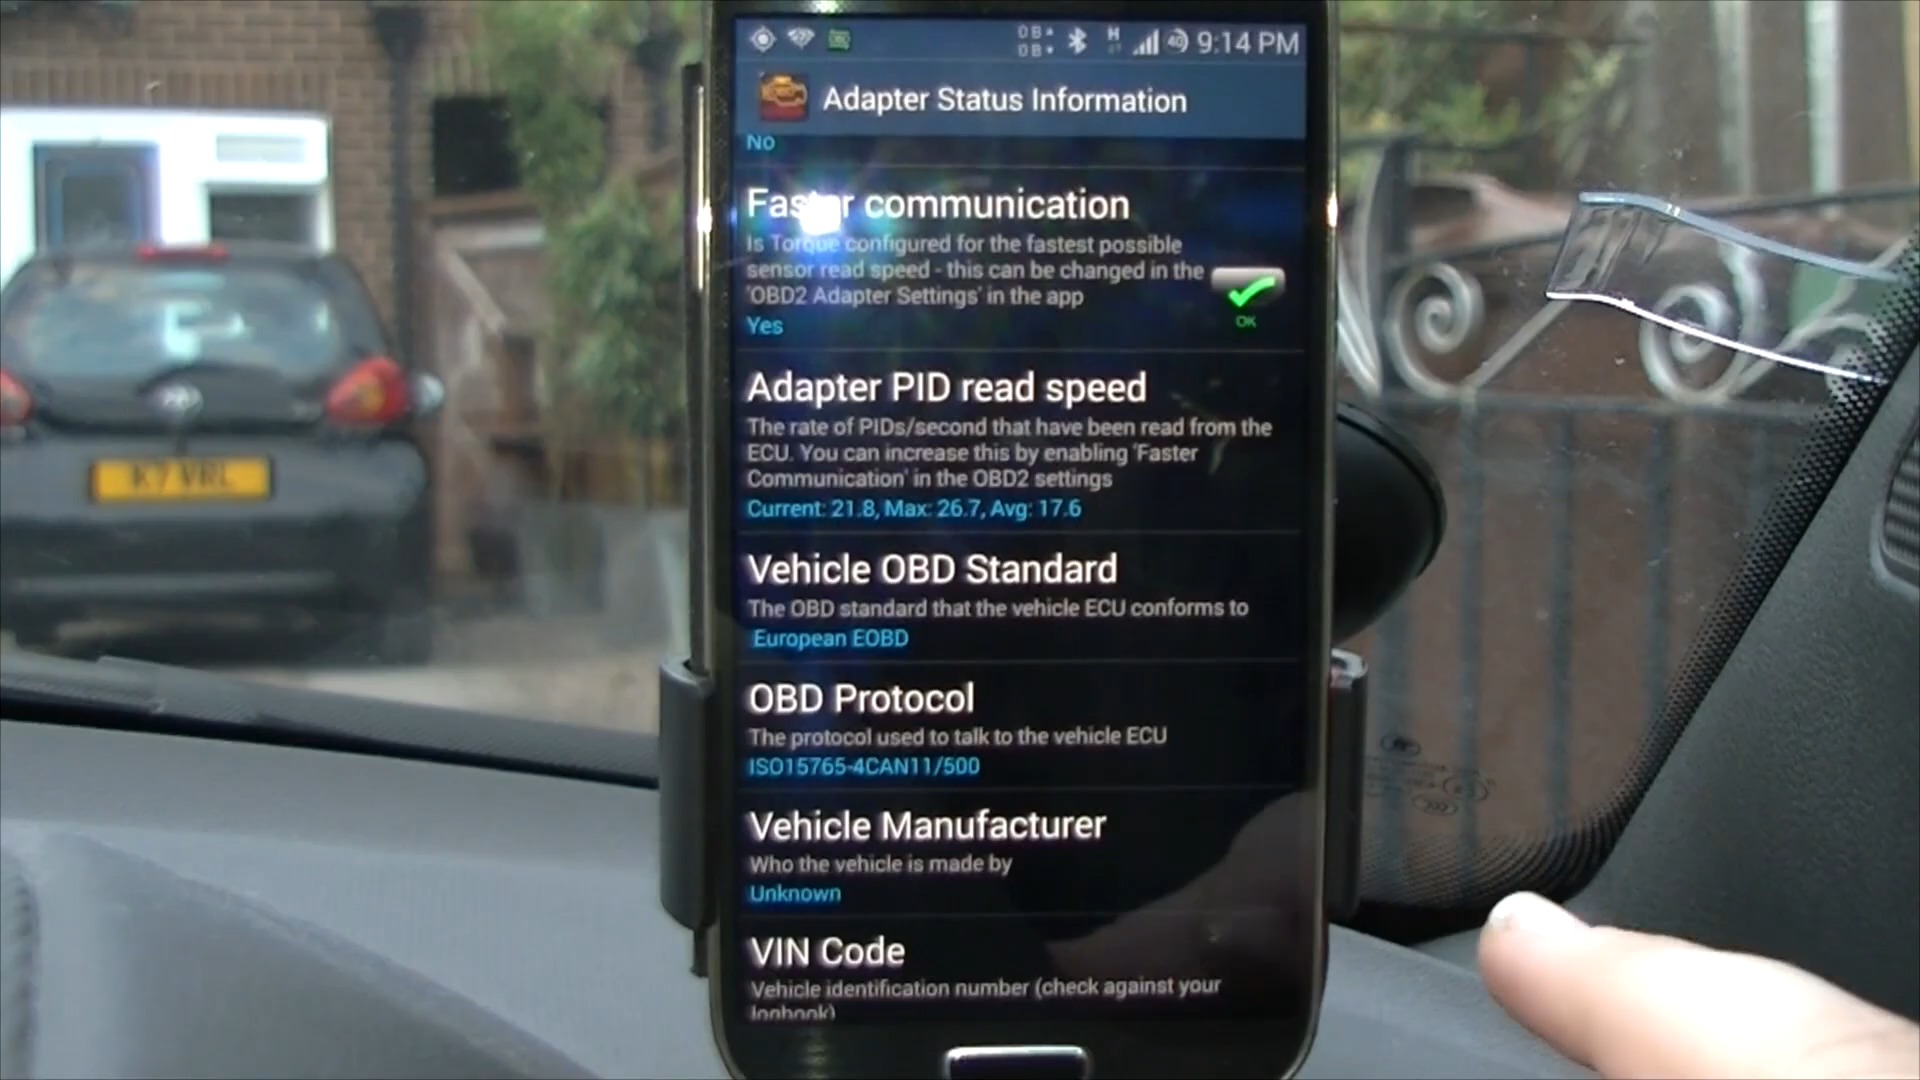 9:14 PM
Adapter Status Information
No
Faster communication
Is Torque configured for the fastest possible
sensor read speed - this can be changed in the
'OBD2 Adapter Settings' in the app
OK
Yes
Adapter PID read speed
The rate of PIDs/second that have been read from the
ECU. You can increase this by enabling 'Faster
Communication' in the OBD2 settings
Current: 21.8, Max: 26.7, Avg: 17.6
Vehicle OBD Standard
The OBD standard that the vehicle ECU conforms to
European EOBD
OBD Protocol
The protocol used to talk to the vehicle ECU
ISO15765-4CAN11/500
Vehicle Manufacturer
Who the vehicle is made by
Unknown
VIN Code
Vehicle identification number (check against your
logbook)
K7 VRL